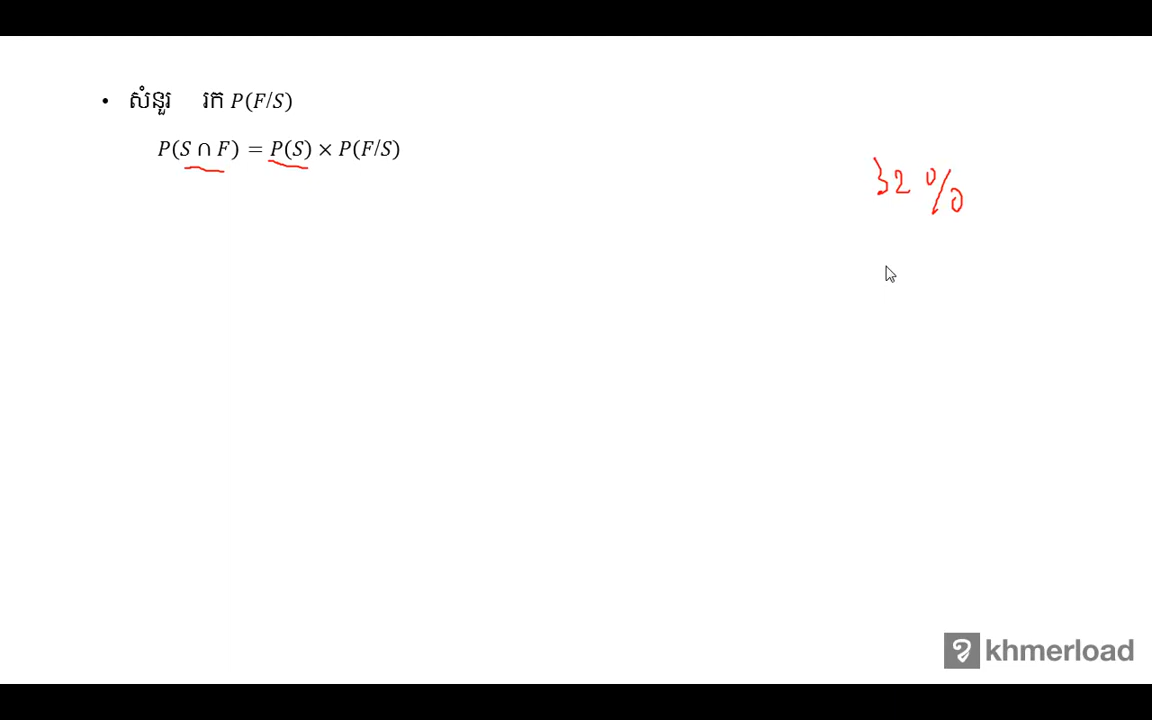 • សំនួរ រក P(F/S)
P(S ∩ F) = P(S) × P(F/S)
32 %
khmerload